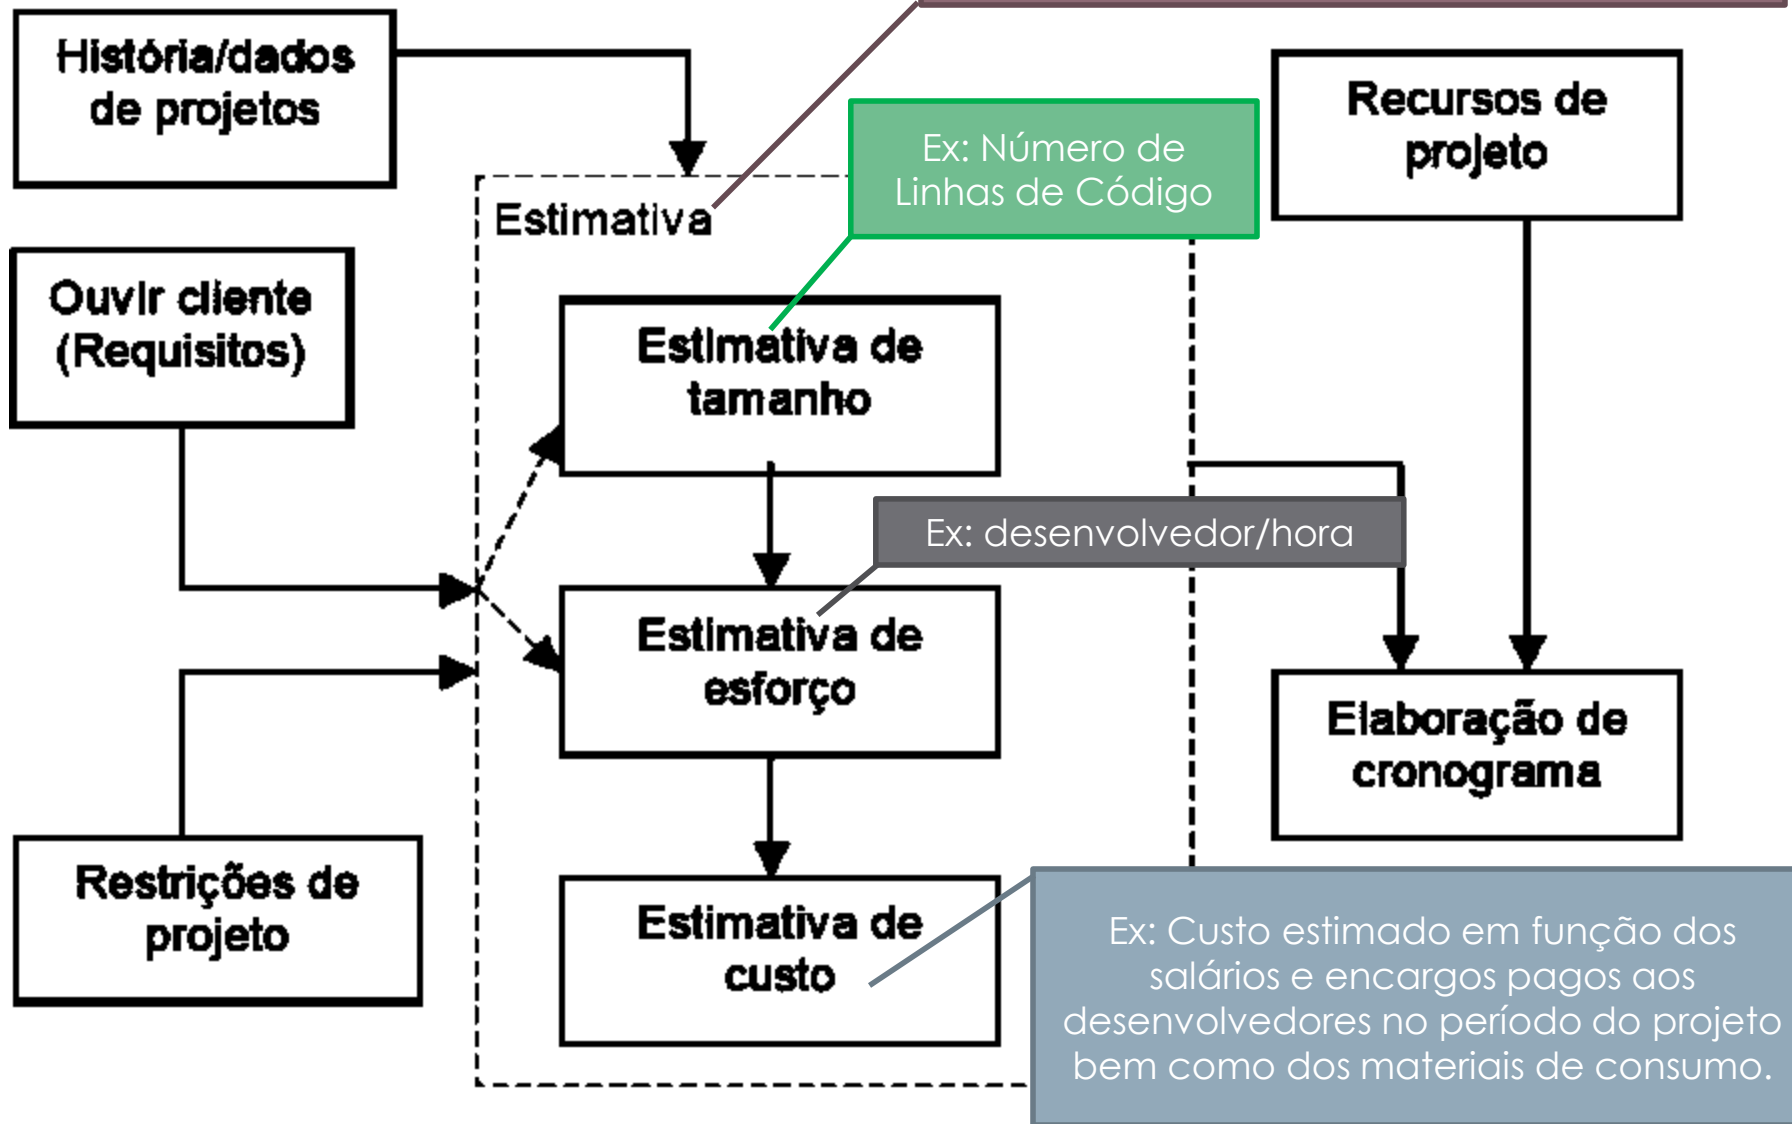 História/dados
de projetos
Recursos de
projeto
Ex: Número de
Linhas de Código
Estimativa
Ouvir cliente
(Requisitos)
Estimativa de
tamanho
Ex: desenvolvedor/hora
Estimativa de
esforço
Elaboração de
cronograma
Restrições de
projeto
Estimativa de
custo
Ex: Custo estimado em função dos
salários e encargos pagos aos
desenvolvedores no período do projeto
bem como dos materiais de consumo.